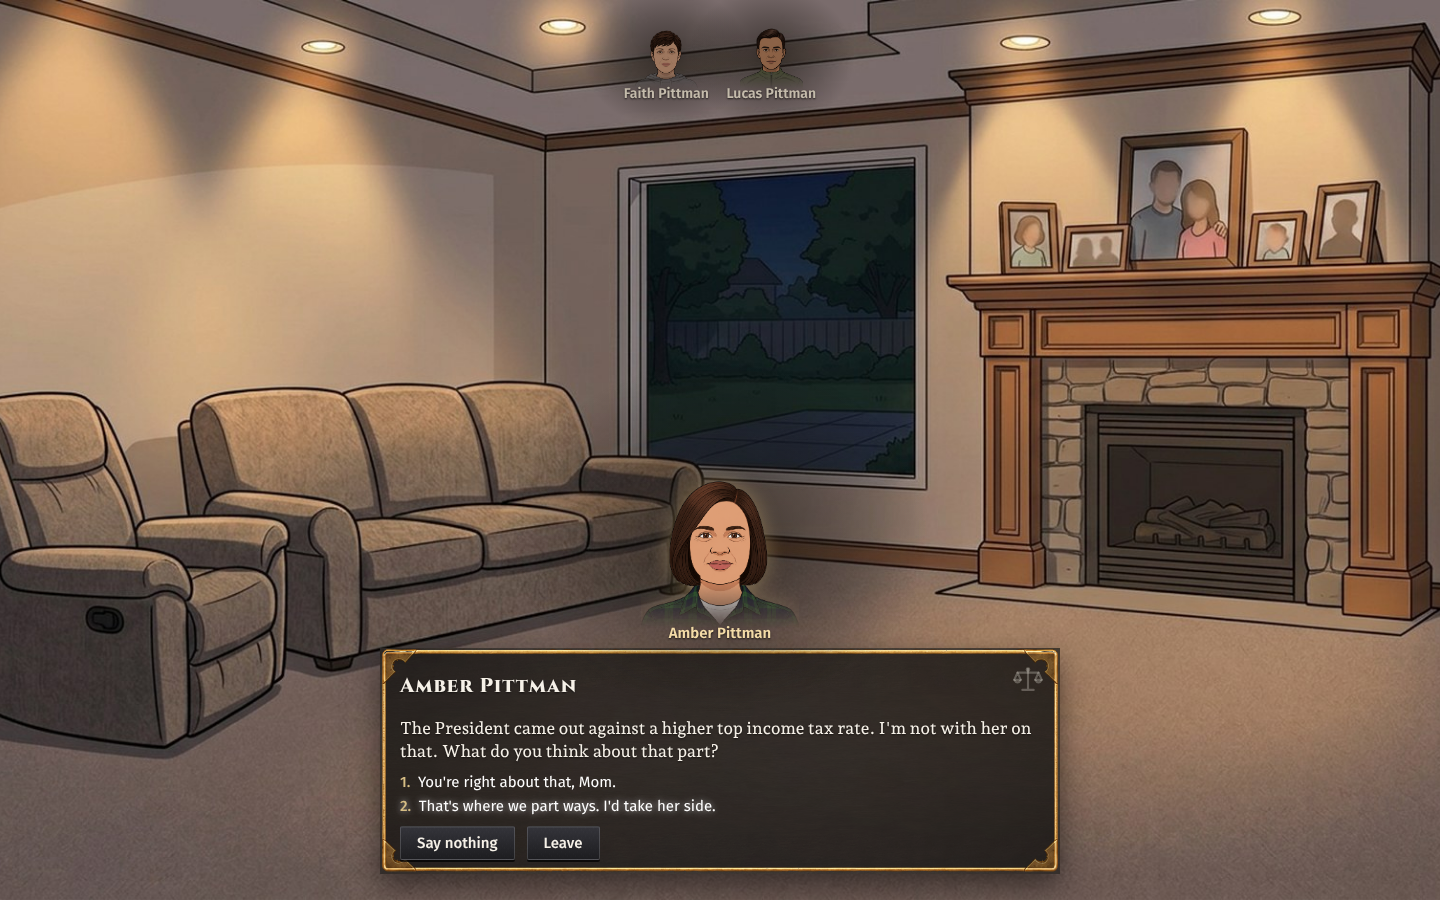 Faith Pittman
Lucas Pittman
Amber Pittman
AMBER PITTMAN
The President came out against a higher top income tax rate. I'm not with her on
that. What do you think about that part?
1. You're right about that, Mom.
2. That's where we part ways. I'd take her side.
Say nothing
Leave